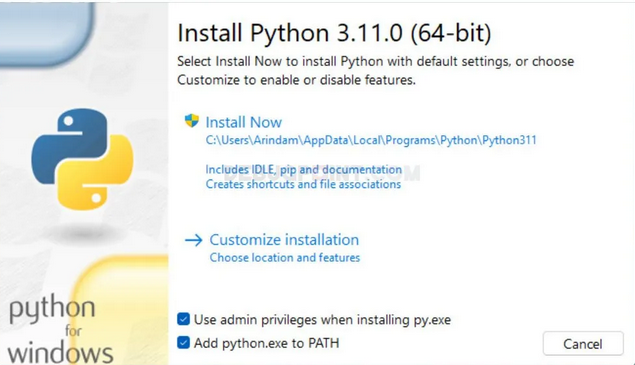 Install Python 3.11.0 (64-bit)
Select Install Now to install Python with default settings, or choose
Customize to enable or disable features.
Install Now
C:\Users\Arindam\AppData\Local\Programs\Python\Python311
Includes IDLE, pip and documentation
Creates shortcuts and file associations
DEBUGPOINT.COM
Customize installation
Choose location and features
Use admin privileges when installing py.exe
Add python.exe to PATH
Cancel
python
for
windows